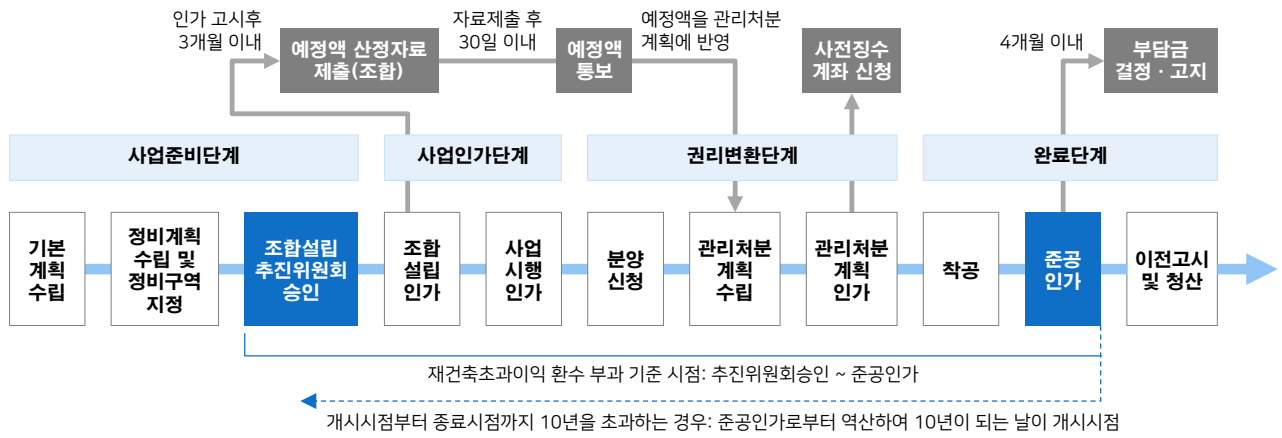 인가 고시후
3개월 이내
예정액 산정자료
제출(조합)
자료제출 후
30일 이내
예정액
통보
예정액을 관리처분
계획에 반영
사전징수
계좌 신청
4개월 이내
부담금
결정 · 고지
사업준비단계
사업인가단계
권리변환단계
완료단계
기본
계획
수립
정비계획
수립 및
정비구역
지정
조합설립
추진위원회
승인
조합
설립
인가
사업
시행
인가
분양
신청
관리처분
계획
수립
관리처분
계획
인가
착공
준공
인가
이전고시
및 청산
재건축초과이익 환수 부과 기준 시점: 추진위원회승인 ~ 준공인가
개시시점부터 종료시점까지 10년을 초과하는 경우: 준공인가로부터 역산하여 10년이 되는 날이 개시시점